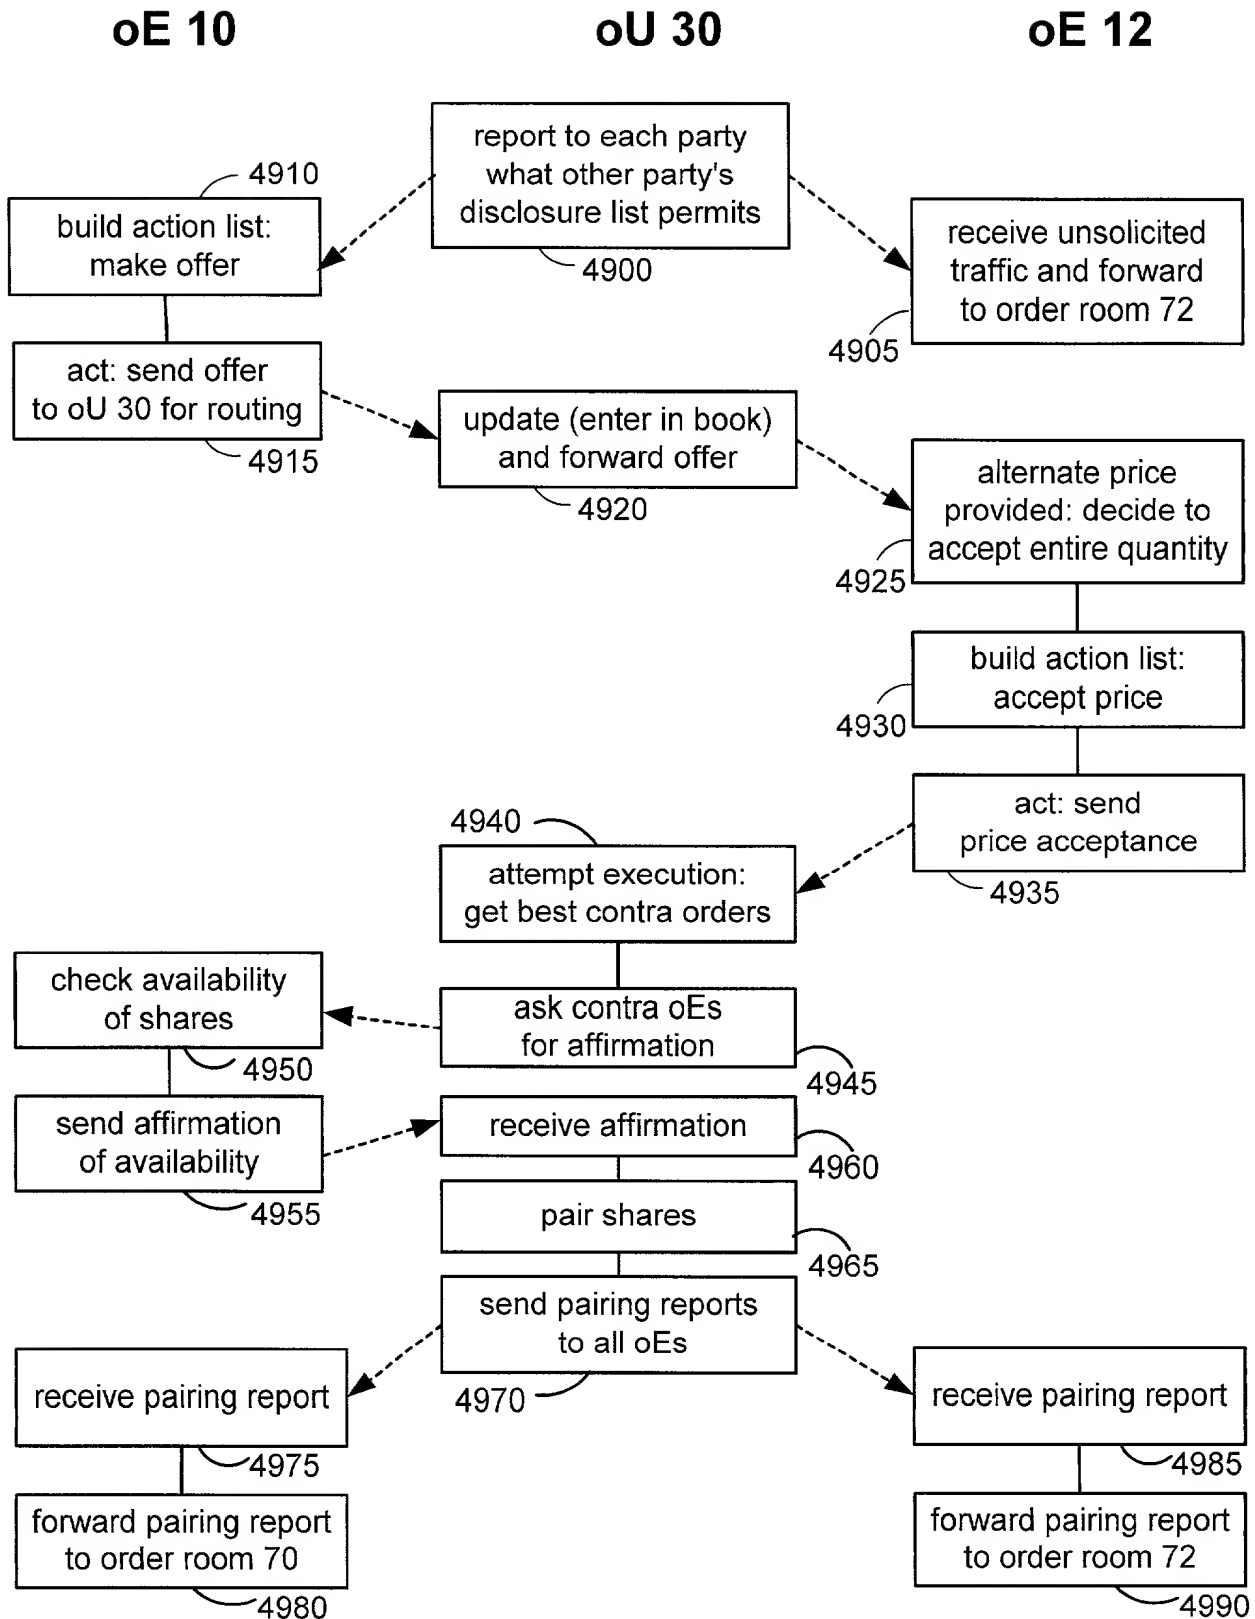 oE 10
oU 30
oE 12
report to each party
what other party's
disclosure list permits
4900
4910
build action list:
make offer
receive unsolicited
traffic and forward
to order room 72
4905
act: send offer
to oU 30 for routing
4915
update (enter in book)
and forward offer
4920
alternate price
provided: decide to
accept entire quantity
4925
build action list:
accept price
4930
act: send
price acceptance
4935
4940
attempt execution:
get best contra orders
ask contra oEs
for affirmation
4945
check availability
of shares
4950
send affirmation
of availability
4955
receive affirmation
4960
pair shares
4965
send pairing reports
to all oEs
4970
receive pairing report
4975
forward pairing report
to order room 70
4980
receive pairing report
4985
forward pairing report
to order room 72
4990